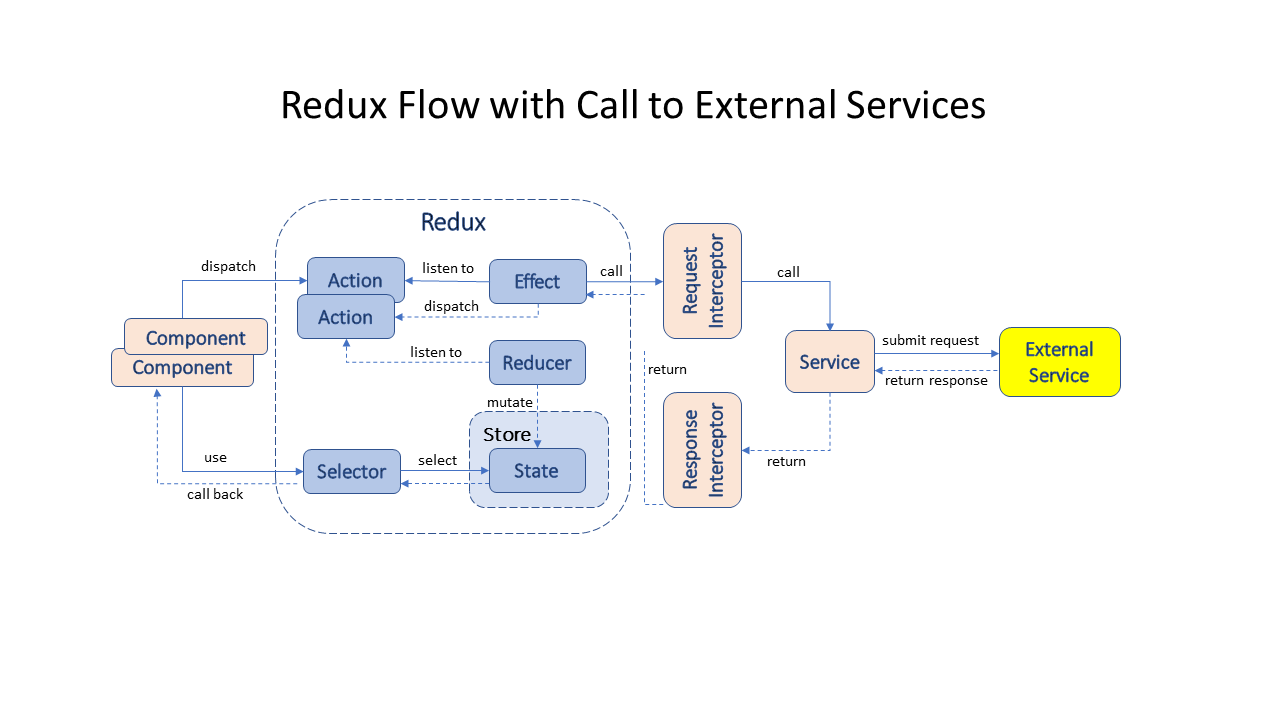 Redux Flow with Call to External Services
Redux
dispatch
Action
listen to
Effect
call
Request
Interceptor
call
Action
dispatch
Component
Component
listen to
Reducer
return
Service
submit request
return response
External
Service
mutate
Store
use
Selector
select
State
call back
Response
Interceptor
return